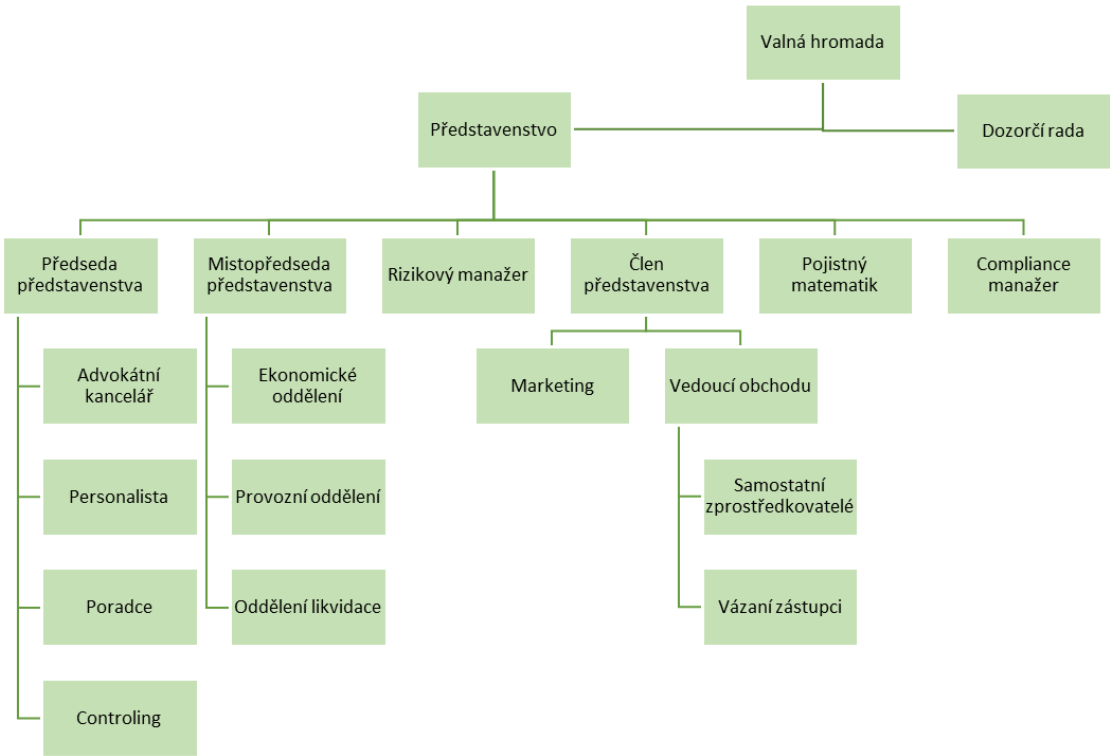 Valná hromada
Představenstvo
Dozorčí rada
Předseda
představenstva
Mistopředseda
představenstva
Rizikový manažer
Člen
představenstva
Pojistný
matematik
Compliance
manažer
Advokátní
kancelář
Ekonomické
oddělení
Marketing
Vedoucí obchodu
Personalista
Provozní oddělení
Samostatní
zprostředkovatelé
Poradce
Oddělení likvidace
Vázaní zástupci
Controling